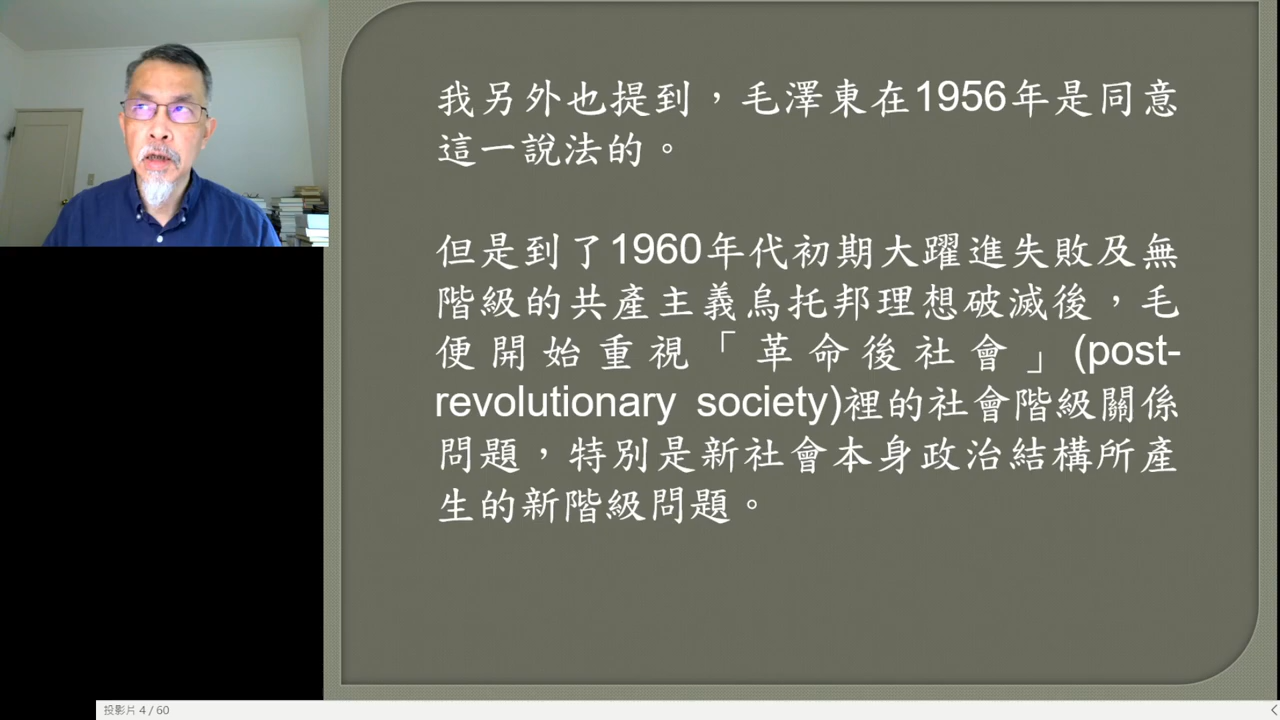 我另外也提到，毛澤東在1956年是同意
這一說法的。
但是到了1960年代初期大躍進失敗及無
階級的共產主義烏托邦理想破滅後，毛
便開始重視「革命後社會」(post-
revolutionary society)裡的社會階級關係
問題，特別是新社會本身政治結構所產
生的新階級問題。
投影片 4 / 60